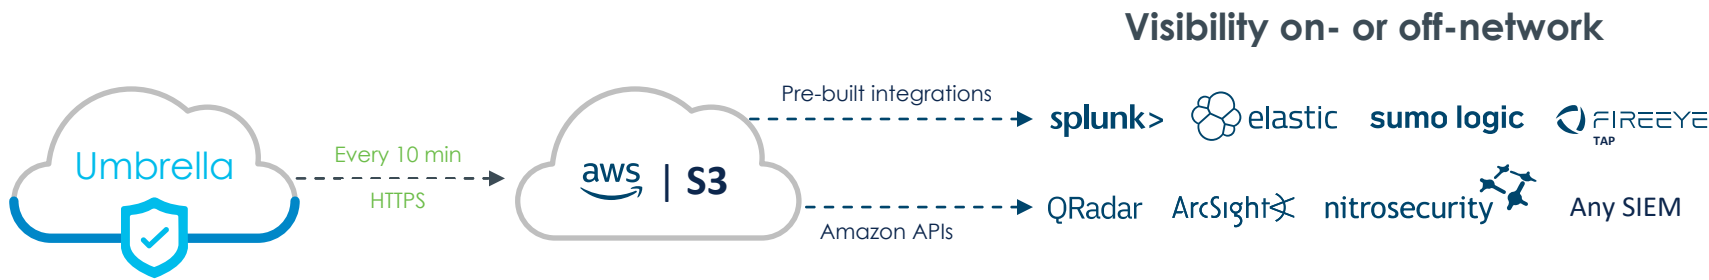 Visibility on- or off-network
Umbrella
Every 10 min
HTTPS
aws | S3
Pre-built integrations
splunk> elastic sumo logic FIREEYE
TAP
Amazon APIs
QRadar ArcSight nitrosecurity Any SIEM